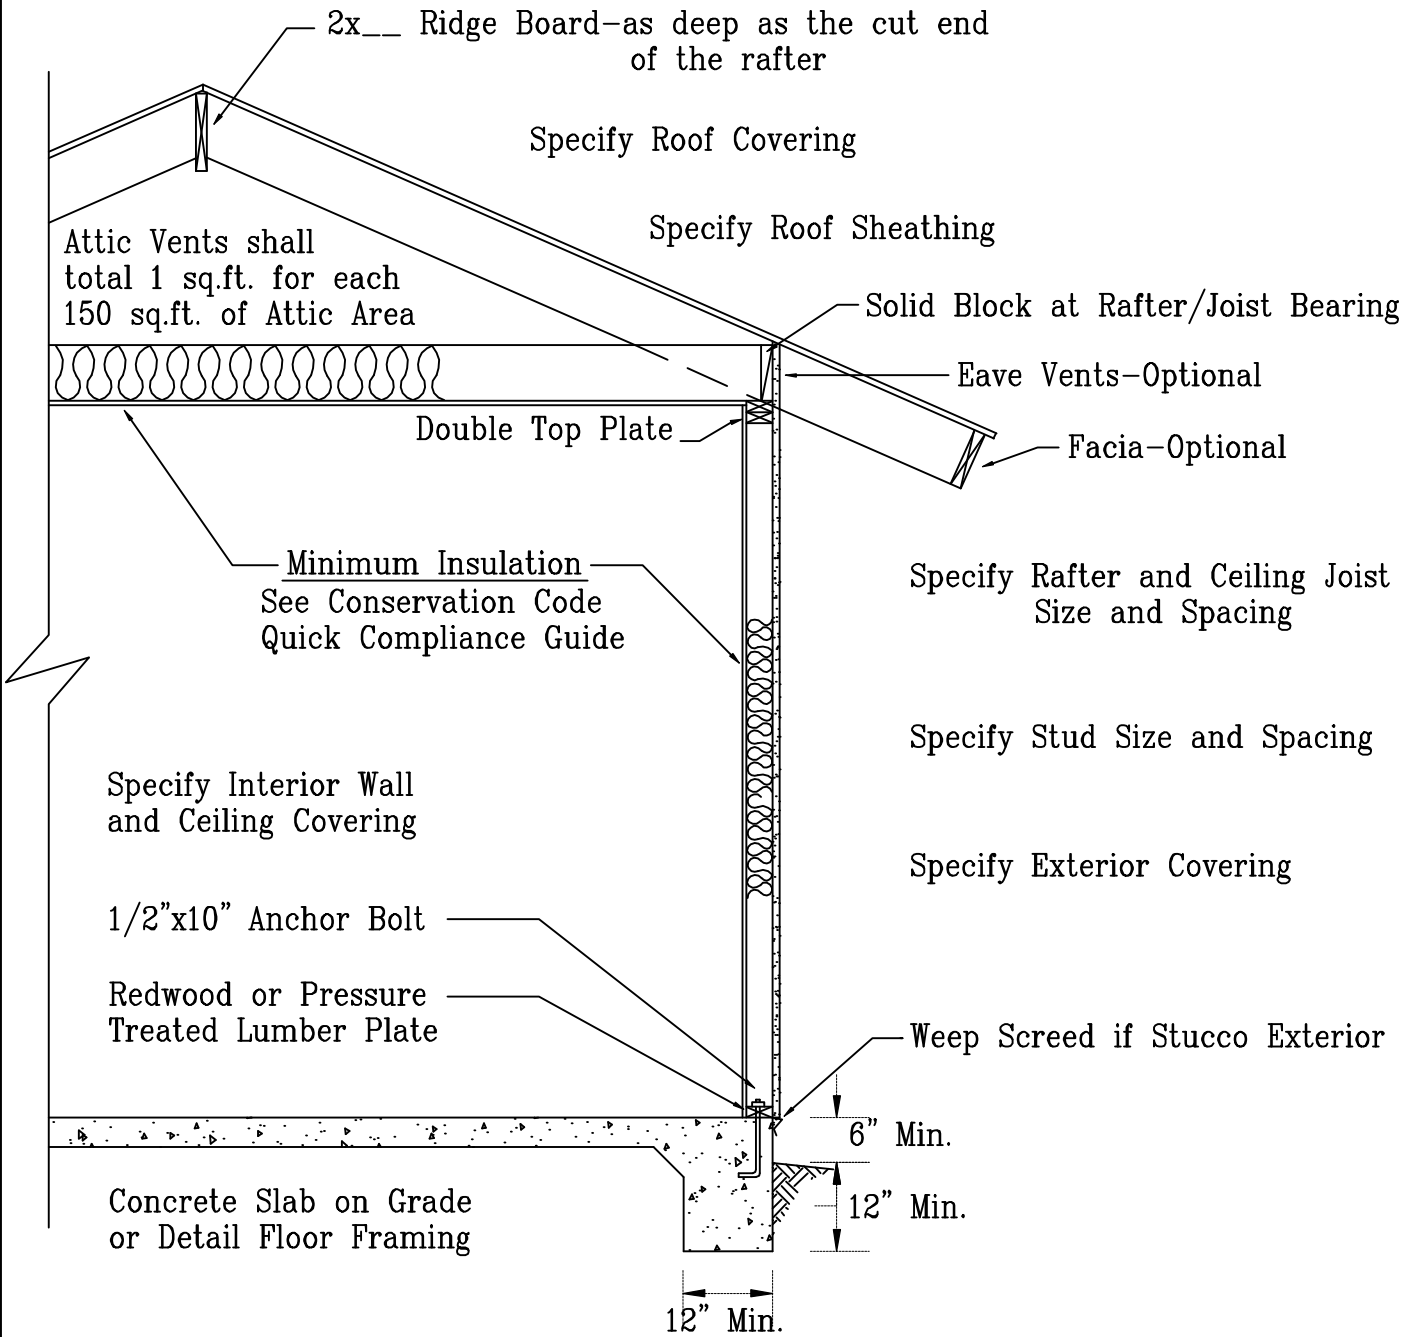 2x__ Ridge Board-as deep as the cut end
of the rafter
Specify Roof Covering
Specify Roof Sheathing
Attic Vents shall
total 1 sq.ft. for each
150 sq.ft. of Attic Area
Solid Block at Rafter/Joist Bearing
Eave Vents-Optional
Double Top Plate
Facia-Optional
Minimum Insulation
See Conservation Code
Quick Compliance Guide
Specify Rafter and Ceiling Joist
Size and Spacing
Specify Stud Size and Spacing
Specify Interior Wall
and Ceiling Covering
Specify Exterior Covering
1/2"x10" Anchor Bolt
Redwood or Pressure
Treated Lumber Plate
Weep Screed if Stucco Exterior
6" Min.
12" Min.
Concrete Slab on Grade
or Detail Floor Framing
12" Min.